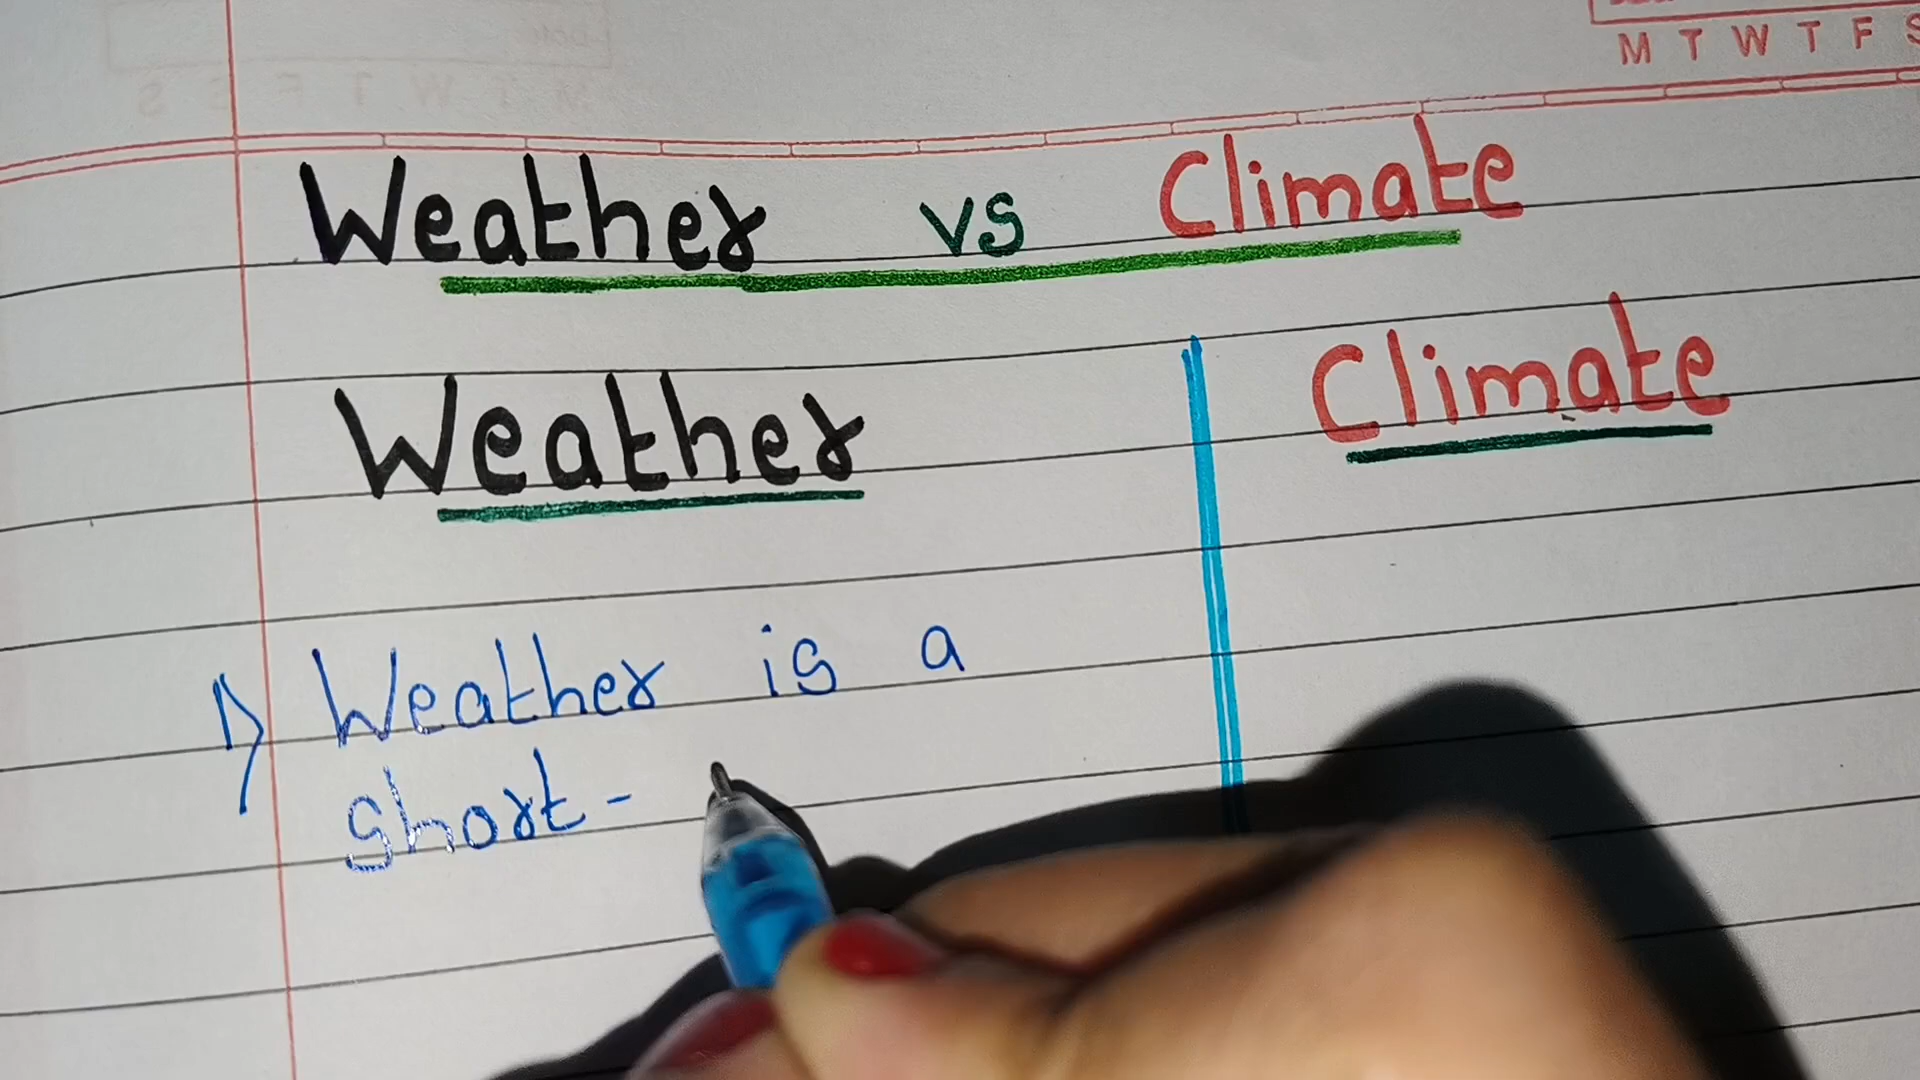 M T W T F S
Weather vs Climate
Weather
Climate
1) Weather is a
short-